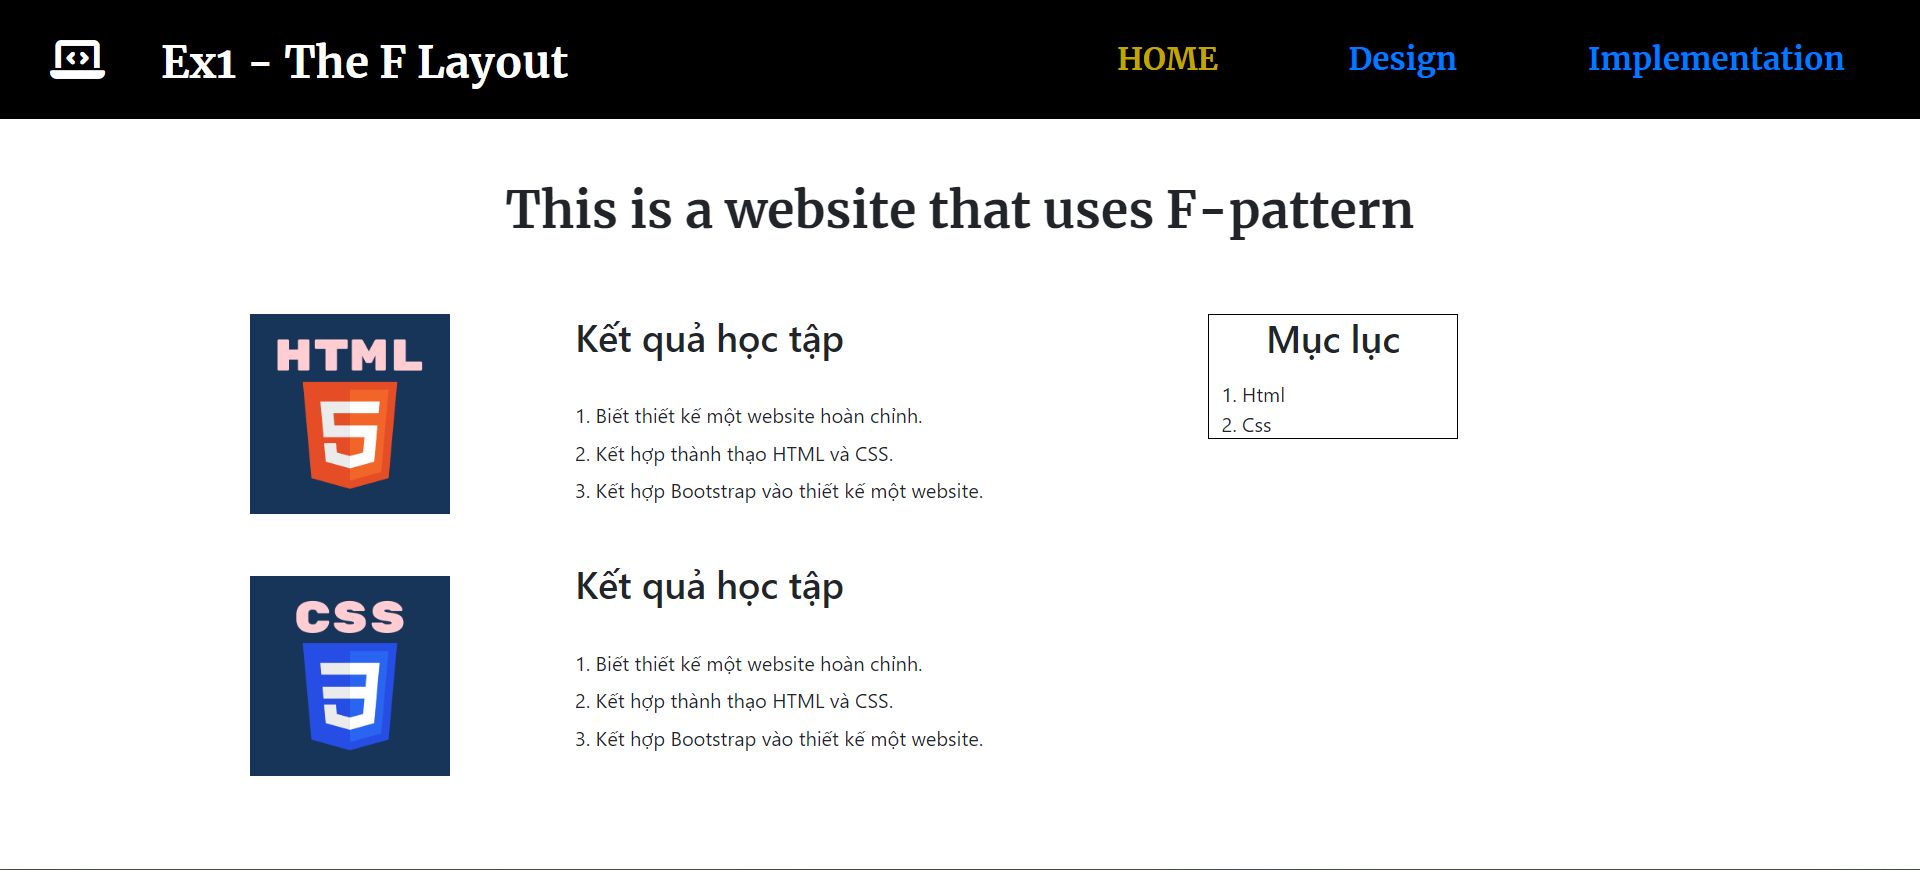 Ex1 - The F Layout
HOME
Design
Implementation
This is a website that uses F-pattern
HTML
5
Kết quả học tập
1. Biết thiết kế một website hoàn chỉnh.
2. Kết hợp thành thạo HTML và CSS.
3. Kết hợp Bootstrap vào thiết kế một website.
Mục lục
1. Html
2. Css
CSS
3
Kết quả học tập
1. Biết thiết kế một website hoàn chỉnh.
2. Kết hợp thành thạo HTML và CSS.
3. Kết hợp Bootstrap vào thiết kế một website.